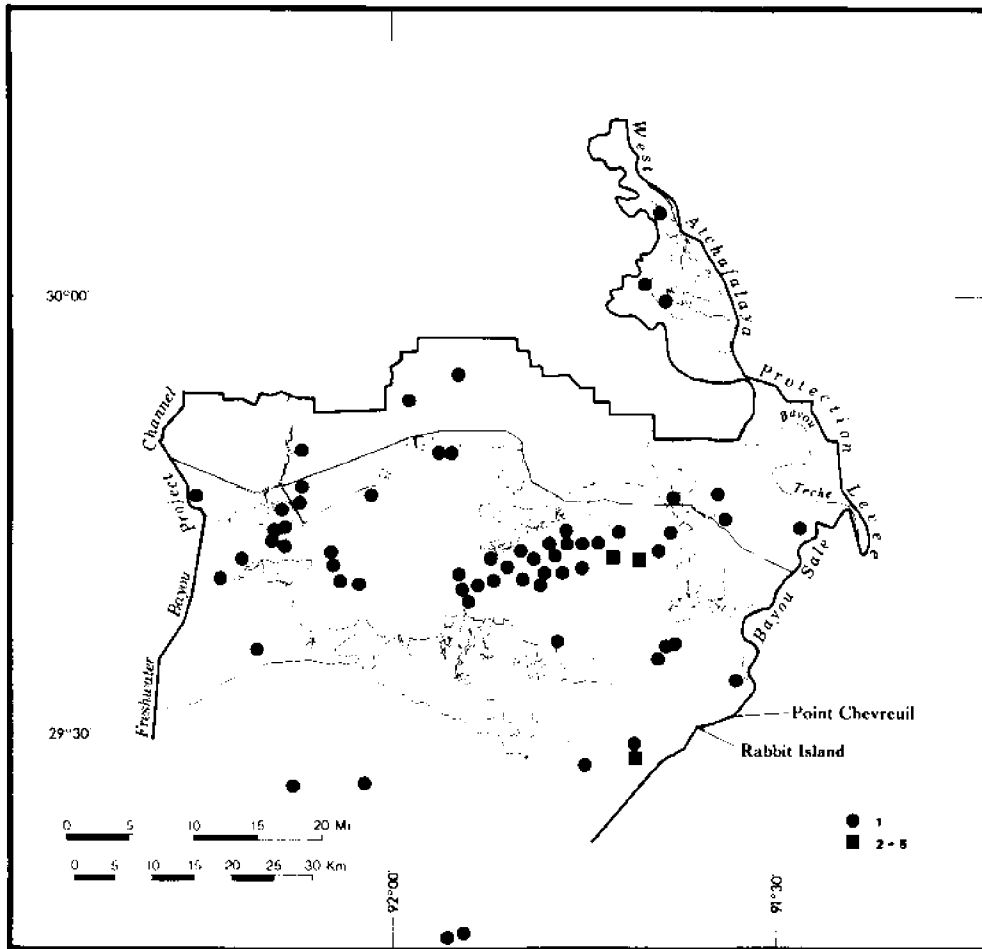 West
Atchafalaya
Protection
Levee
30°00'
Channel
Project
Bayou
Freshwater
Bayou
Teche
Bayou Sale
Point Chevreuil
Rabbit Island
29°30'
0 5 10 15 20 Mi
0 5 10 15 20 25 30 Km
1
2 - 5
92°00'
91°30'